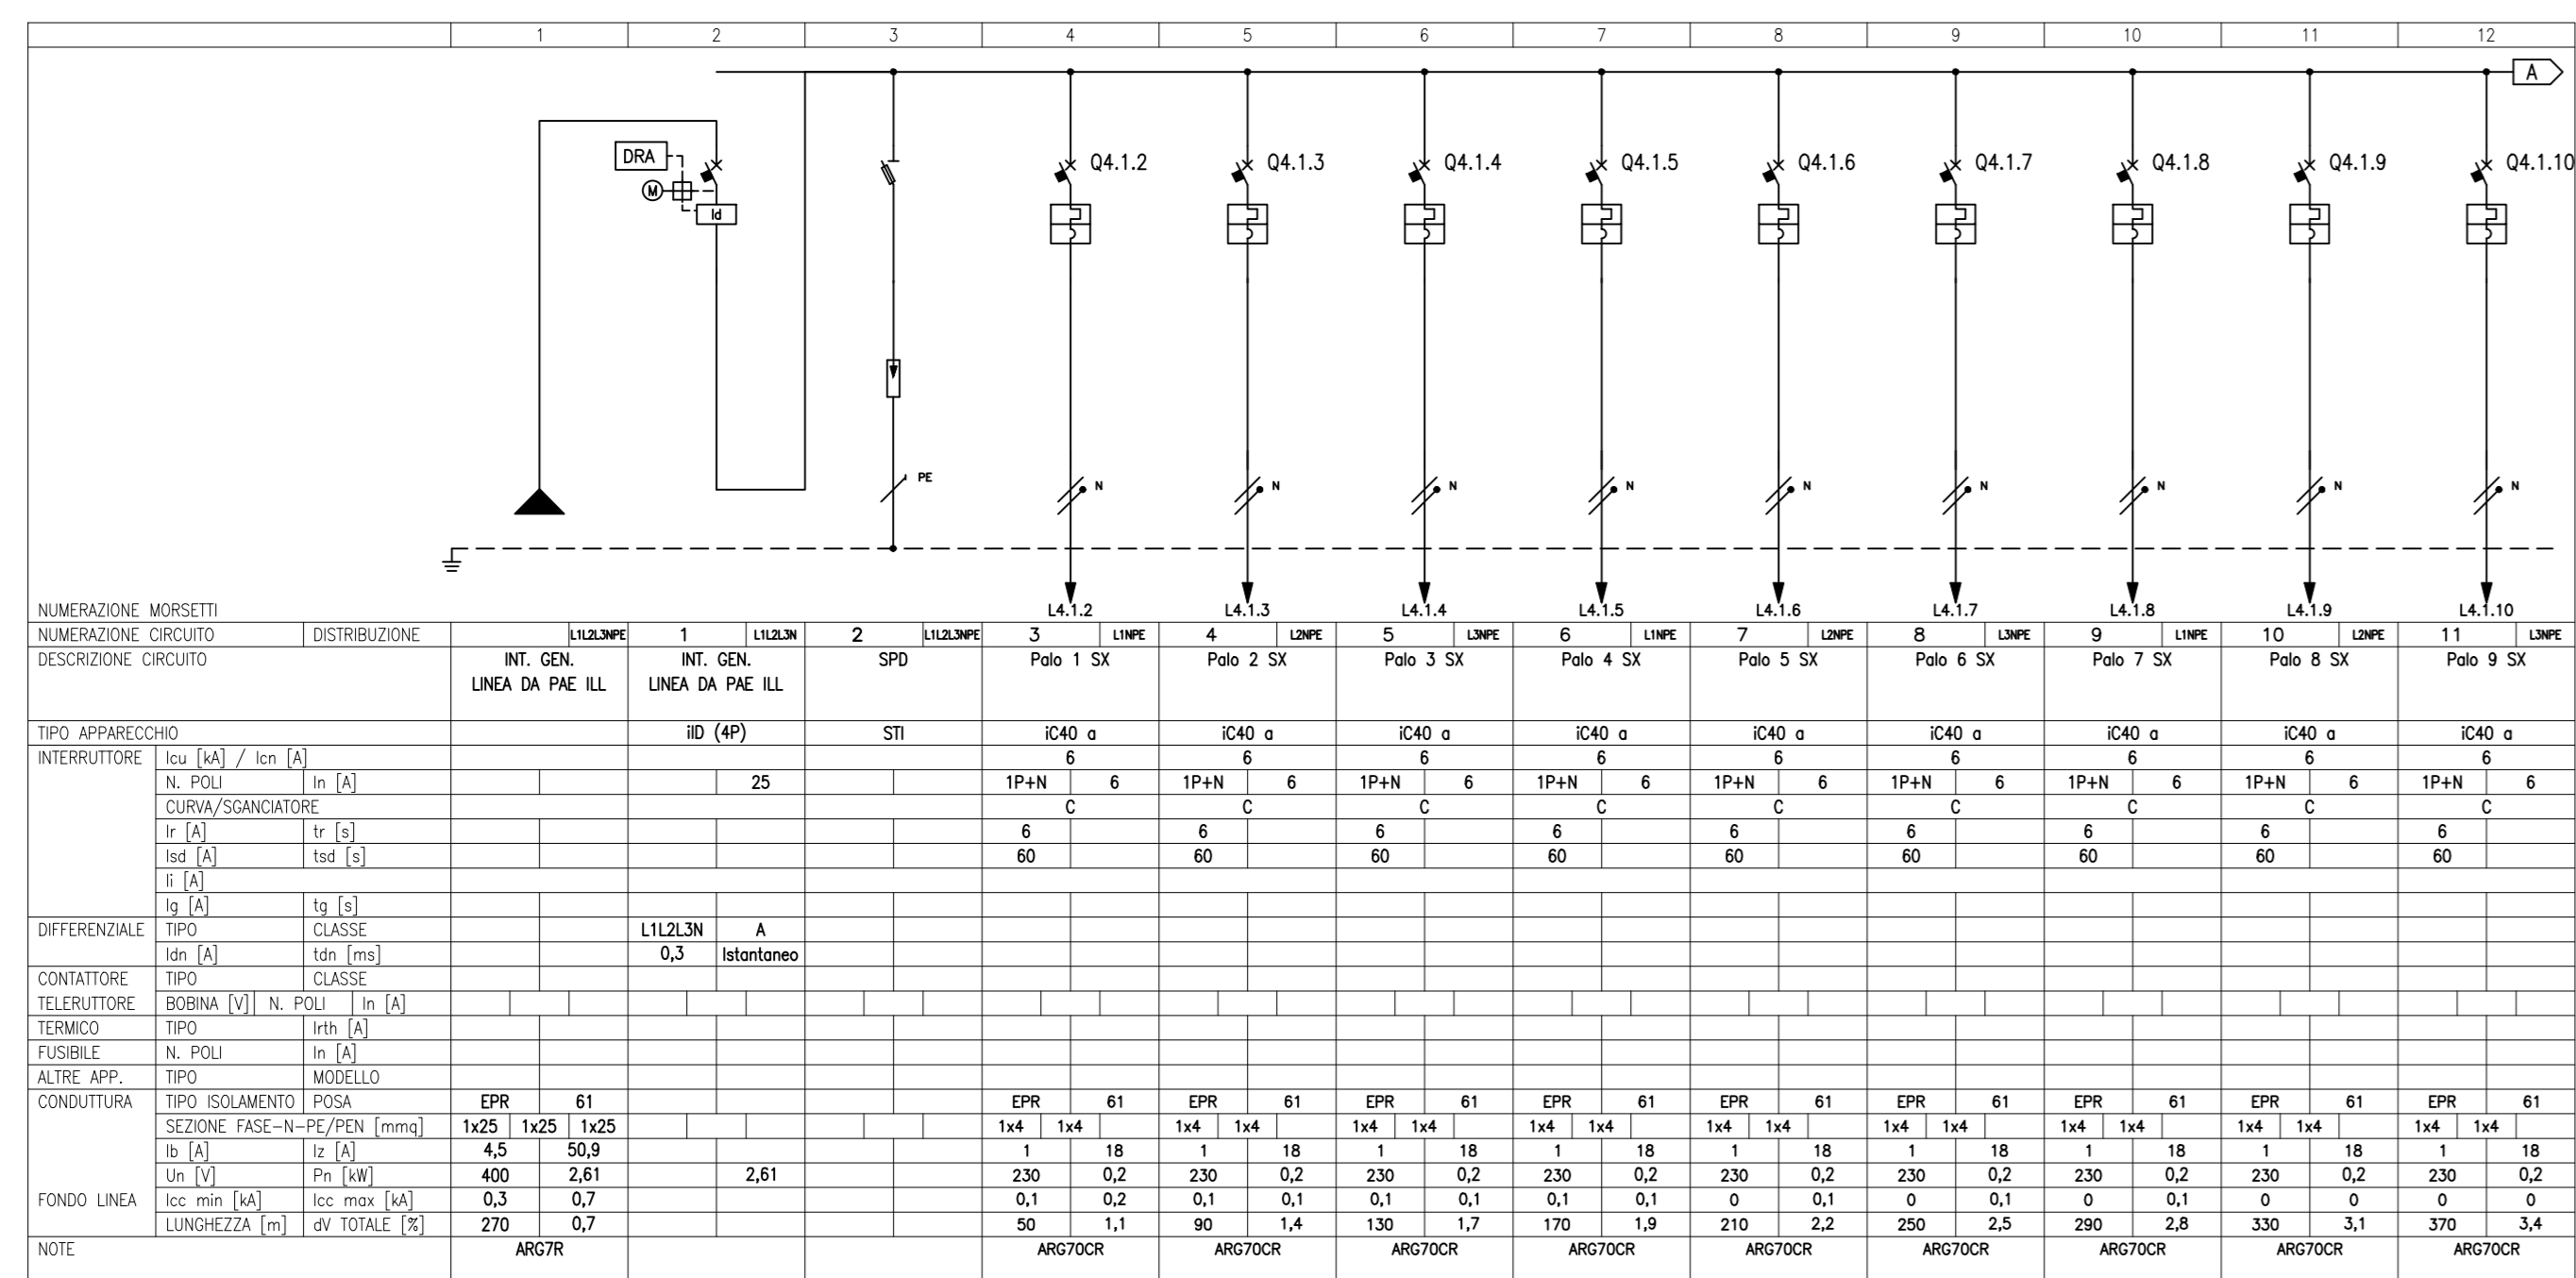 1 2 3 4 5 6 7 8 9 10 11 12
A
DRA Q4.1.2 Q4.1.3 Q4.1.4 Q4.1.5 Q4.1.6 Q4.1.7 Q4.1.8 Q4.1.9 Q4.1.10
M
Id
PE
N N N N N N N N N
NUMERAZIONE MORSETTI L4.1.2 L4.1.3 L4.1.4 L4.1.5 L4.1.6 L4.1.7 L4.1.8 L4.1.9 L4.1.10
NUMERAZIONE CIRCUITO DISTRIBUZIONE L1L2L3NPE 1 L1L2L3N 2 L1L2L3NPE 3 L1NPE 4 L2NPE 5 L3NPE 6 L1NPE 7 L2NPE 8 L3NPE 9 L1NPE 10 L2NPE 11 L3NPE
DESCRIZIONE CIRCUITO INT. GEN. INT. GEN. SPD Palo 1 SX Palo 2 SX Palo 3 SX Palo 4 SX Palo 5 SX Palo 6 SX Palo 7 SX Palo 8 SX Palo 9 SX
LINEA DA PAE ILL LINEA DA PAE ILL
TIPO APPARECCHIO iID (4P) STI iC40 a iC40 a iC40 a iC40 a iC40 a iC40 a iC40 a iC40 a iC40 a
INTERRUTTORE Icu [kA] / Icn [A] 6 6 6 6 6 6 6 6 6
N. POLI In [A] 25 1P+N 6 1P+N 6 1P+N 6 1P+N 6 1P+N 6 1P+N 6 1P+N 6 1P+N 6 1P+N 6
CURVA/SGANCIATORE C C C C C C C C C
Ir [A] tr [s] 6 6 6 6 6 6 6 6 6
Isd [A] tsd [s] 60 60 60 60 60 60 60 60 60
Ii [A]
Ig [A] tg [s]
DIFFERENZIALE TIPO CLASSE L1L2L3N A
Idn [A] tdn [ms] 0,3 Istantaneo
CONTATTORE TIPO CLASSE
TELERUTTORE BOBINA [V] N. POLI In [A]
TERMICO TIPO Irth [A]
FUSIBILE N. POLI In [A]
ALTRE APP. TIPO MODELLO
CONDUTTURA TIPO ISOLAMENTO POSA EPR 61 EPR 61 EPR 61 EPR 61 EPR 61 EPR 61 EPR 61 EPR 61 EPR 61 EPR 61
SEZIONE FASE-N-PE/PEN [mmq] 1x25 1x25 1x25 1x4 1x4 1x4 1x4 1x4 1x4 1x4 1x4 1x4 1x4 1x4 1x4 1x4 1x4 1x4 1x4 1x4 1x4
Ib [A] Iz [A] 4,5 50,9 1 18 1 18 1 18 1 18 1 18 1 18 1 18 1 18 1 18
Un [V] Pn [kW] 400 2,61 2,61 230 0,2 230 0,2 230 0,2 230 0,2 230 0,2 230 0,2 230 0,2 230 0,2 230 0,2
FONDO LINEA Icc min [kA] Icc max [kA] 0,3 0,7 0,1 0,2 0,1 0,1 0,1 0,1 0,1 0,1 0 0,1 0 0,1 0 0,1 0 0 0 0
LUNGHEZZA [m] dV TOTALE [%] 270 0,7 50 1,1 90 1,4 130 1,7 170 1,9 210 2,2 250 2,5 290 2,8 330 3,1 370 3,4
NOTE ARG7R ARG7OCR ARG7OCR ARG7OCR ARG7OCR ARG7OCR ARG7OCR ARG7OCR ARG7OCR ARG7OCR